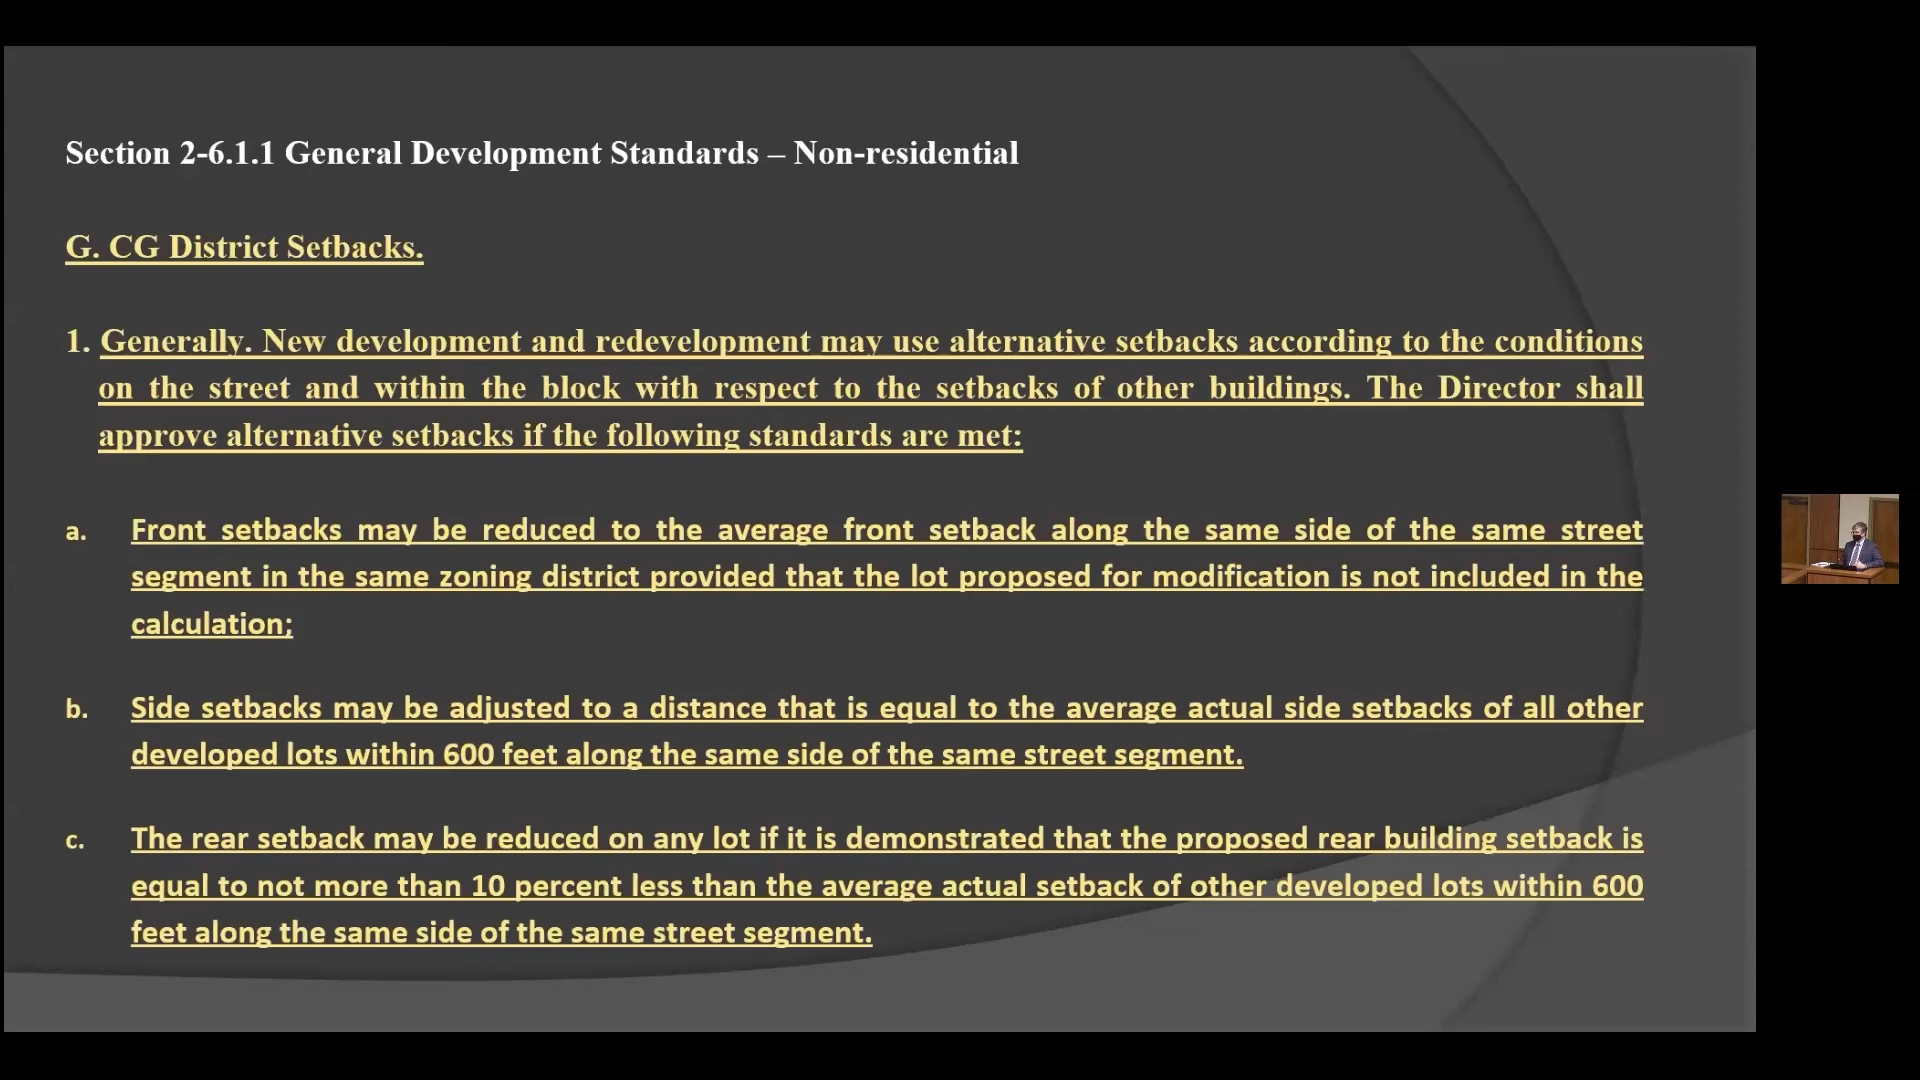 Section 2-6.1.1 General Development Standards – Non-residential
G. CG District Setbacks.
1. Generally. New development and redevelopment may use alternative setbacks according to the conditions
on the street and within the block with respect to the setbacks of other buildings. The Director shall
approve alternative setbacks if the following standards are met:
a. Front setbacks may be reduced to the average front setback along the same side of the same street
segment in the same zoning district provided that the lot proposed for modification is not included in the
calculation;
b. Side setbacks may be adjusted to a distance that is equal to the average actual side setbacks of all other
developed lots within 600 feet along the same side of the same street segment.
c. The rear setback may be reduced on any lot if it is demonstrated that the proposed rear building setback is
equal to not more than 10 percent less than the average actual setback of other developed lots within 600
feet along the same side of the same street segment.